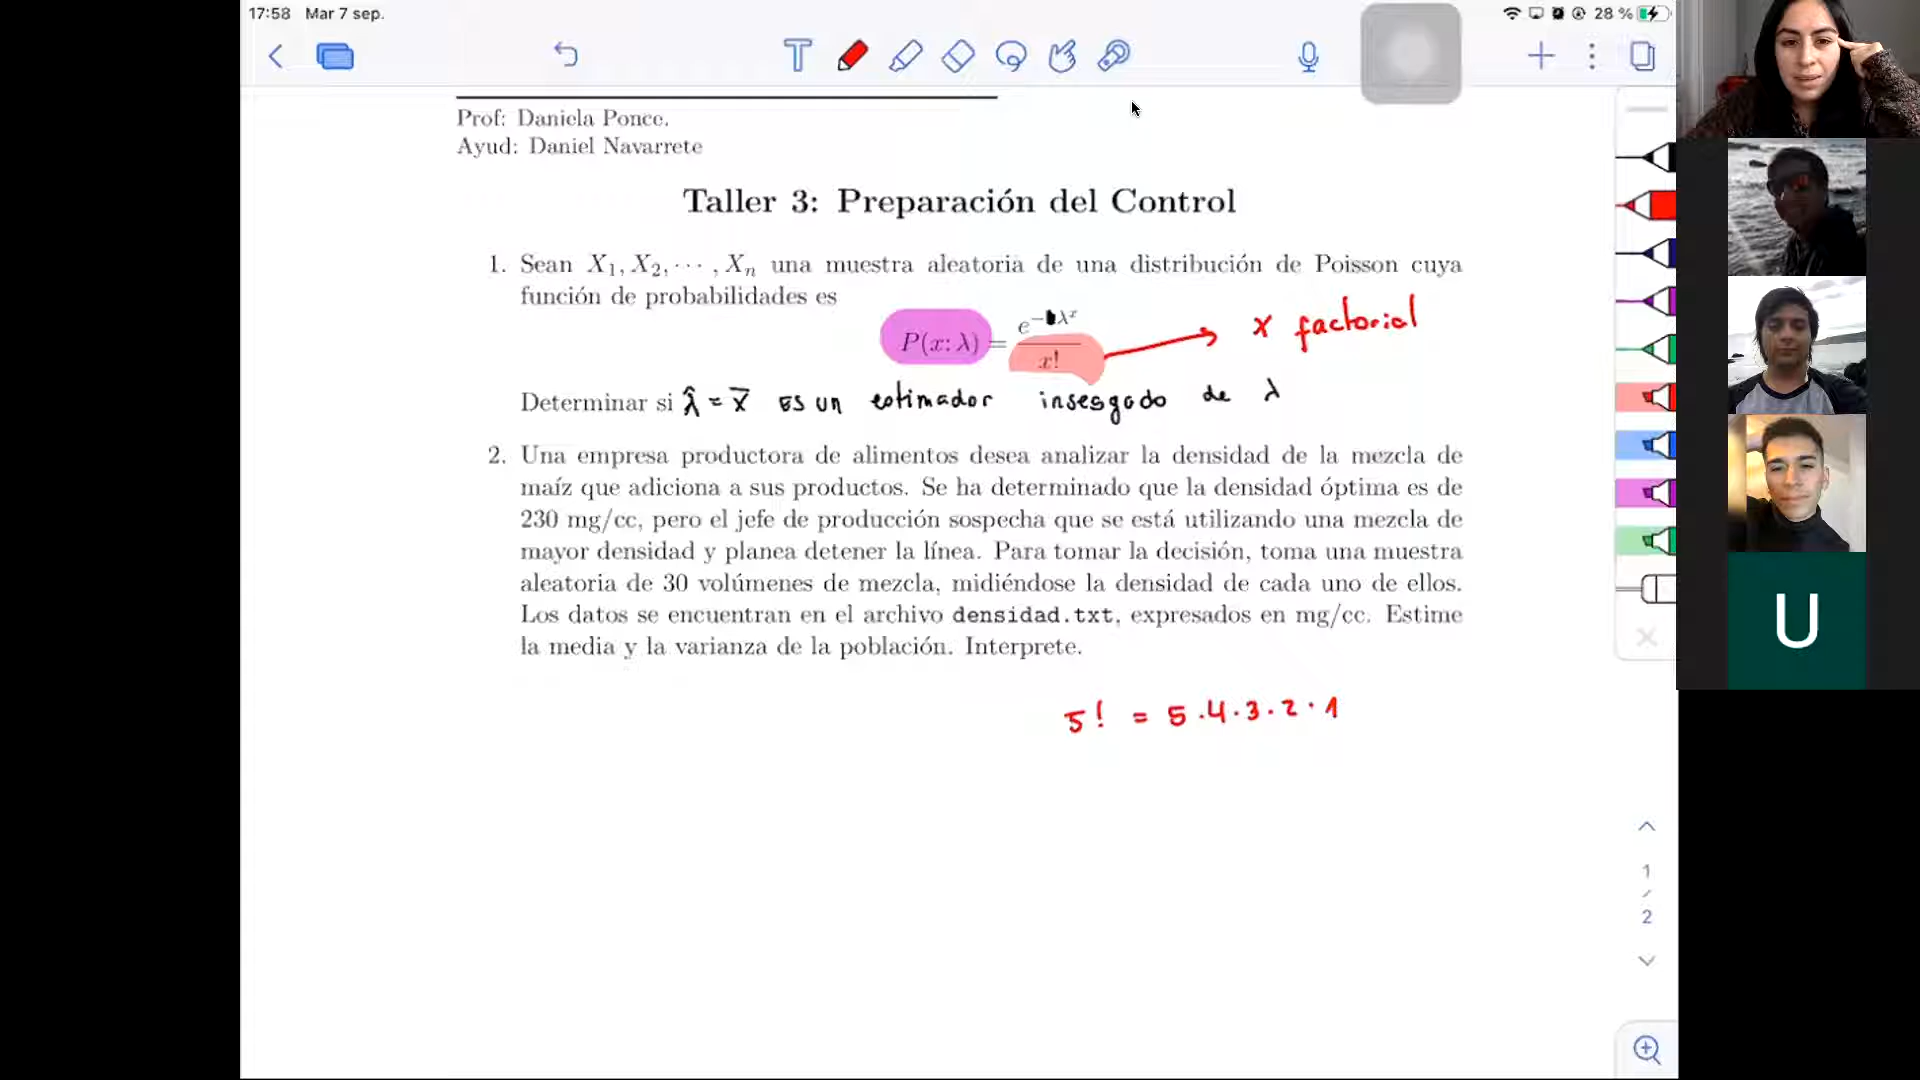 17:58 Mar 7 sep.
28 %
Prof: Daniela Ponce.
Ayud: Daniel Navarrete
Taller 3: Preparación del Control
1. Sean X₁, X₂, ··· , Xₙ una muestra aleatoria de una distribución de Poisson cuya
función de probabilidades es
P(x: λ) = e^- λ^x / x!
x factorial
Determinar si λ̂ = x̄ es un estimador insesgado de λ
2. Una empresa productora de alimentos desea analizar la densidad de la mezcla de
maíz que adiciona a sus productos. Se ha determinado que la densidad óptima es de
230 mg/cc, pero el jefe de producción sospecha que se está utilizando una mezcla de
mayor densidad y planea detener la línea. Para tomar la decisión, toma una muestra
aleatoria de 30 volúmenes de mezcla, midiéndose la densidad de cada uno de ellos.
Los datos se encuentran en el archivo densidad.txt, expresados en mg/cc. Estime
la media y la varianza de la población. Interprete.
5! = 5·4·3·2·1
1
/
2
U